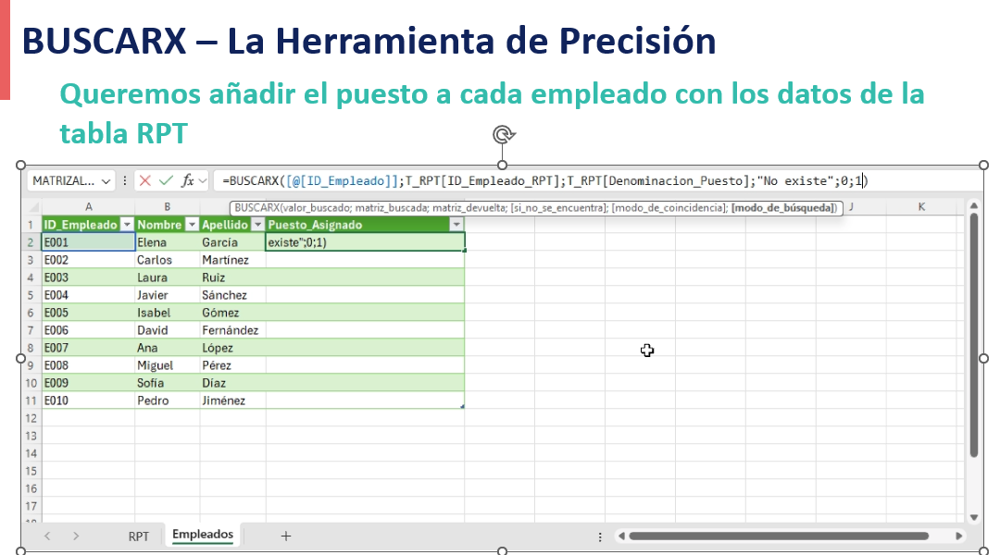 BUSCARX – La Herramienta de Precisión
Queremos añadir el puesto a cada empleado con los datos de la
tabla RPT
MATRIZAL... fx =BUSCARX([@[ID_Empleado]];T_RPT[ID_Empleado_RPT];T_RPT[Denominacion_Puesto];"No existe";0;1)
A B J K
BUSCARX(valor_buscado; matriz_buscada; matriz_devuelta; [si_no_se_encuentra]; [modo_de_coincidencia]; [modo_de_búsqueda])
1 ID_Empleado Nombre Apellido Puesto_Asignado
2 E001 Elena García existe";0;1)
3 E002 Carlos Martínez
4 E003 Laura Ruiz
5 E004 Javier Sánchez
6 E005 Isabel Gómez
7 E006 David Fernández
8 E007 Ana López
9 E008 Miguel Pérez
10 E009 Sofía Díaz
11 E010 Pedro Jiménez
12
13
14
15
16
17
RPT Empleados +